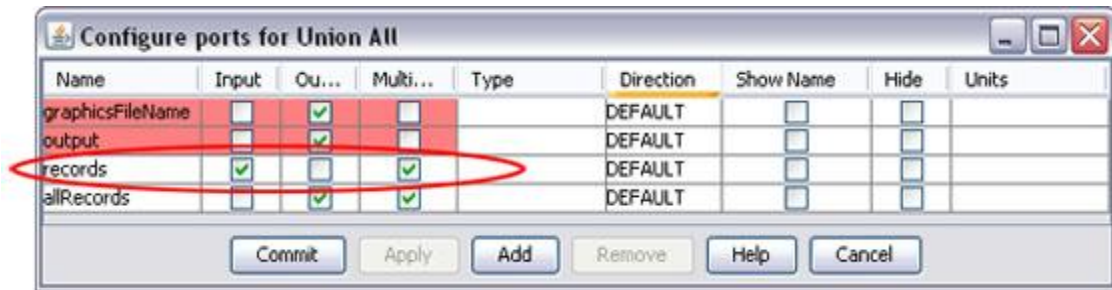 Configure ports for Union All
Name Input Ou... Multi... Type Direction Show Name Hide Units
graphicsFileName DEFAULT
output DEFAULT
records DEFAULT
allRecords DEFAULT
Commit Apply Add Remove Help Cancel